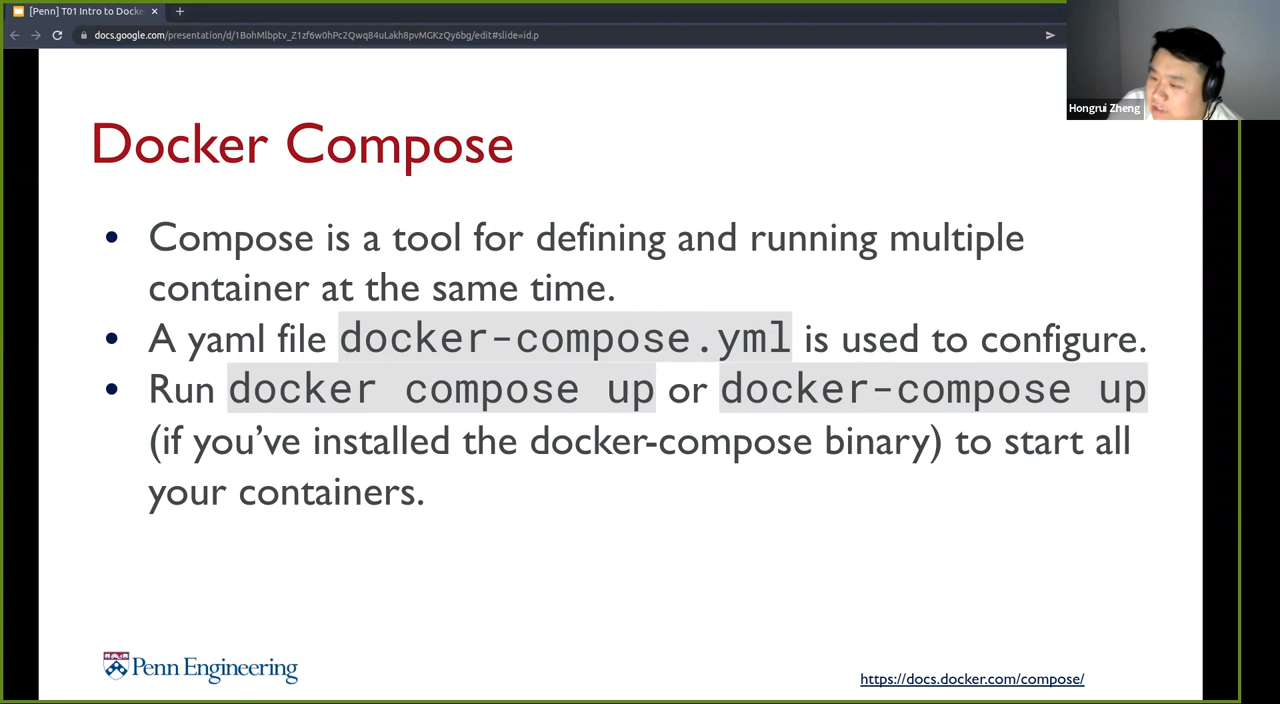 [Penn] T01 Intro to Docke
docs.google.com/presentation/d/1BohMlbptv_Z1zf6w0hPc2Qwq84uLakh8pvMGKzQy6bg/edit#slide=id.p
Hongrui Zheng
Docker Compose
• Compose is a tool for defining and running multiple
container at the same time.
• A yaml file docker-compose.yml is used to configure.
• Run docker compose up or docker-compose up
(if you’ve installed the docker-compose binary) to start all
your containers.
Penn Engineering
https://docs.docker.com/compose/